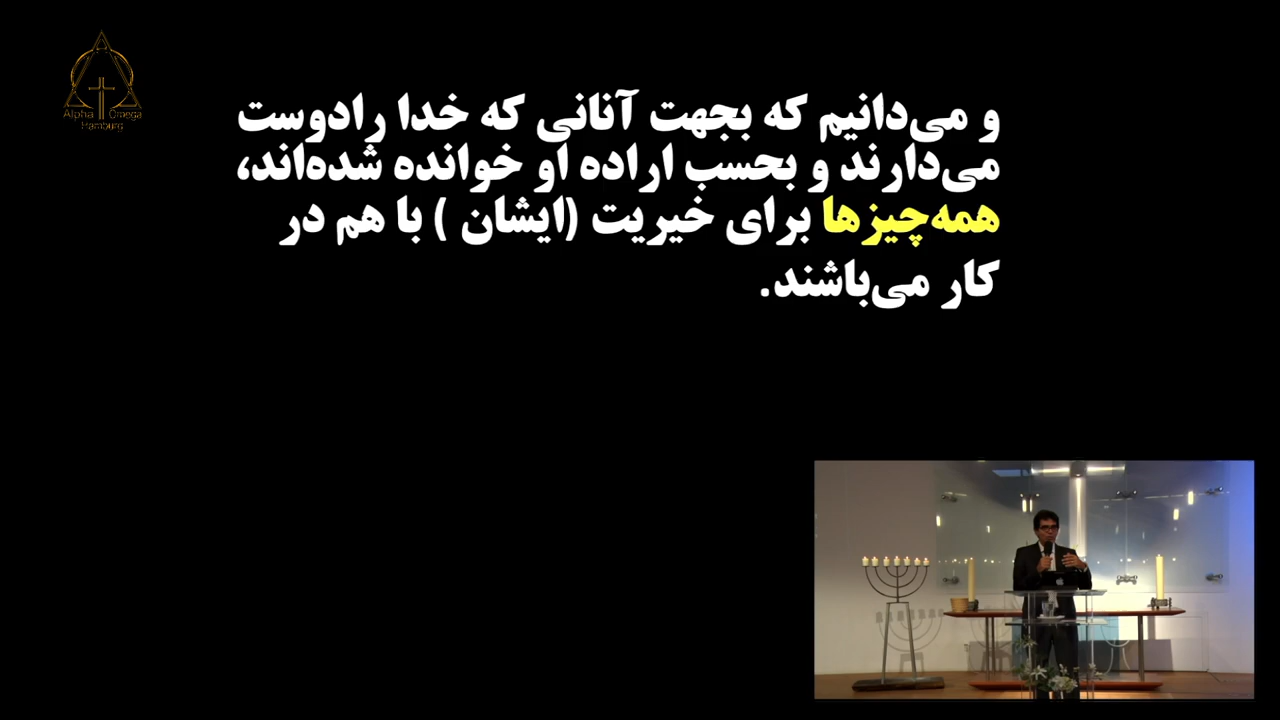 Alpha Omega
Hamburg
و می‌دانیم که بجهت آنانی که خدا رادوست
می‌دارند و بحسب اراده او خوانده شده‌اند،
همه‌چیزها برای خیریت (ایشان ) با هم در
کار می‌باشند.